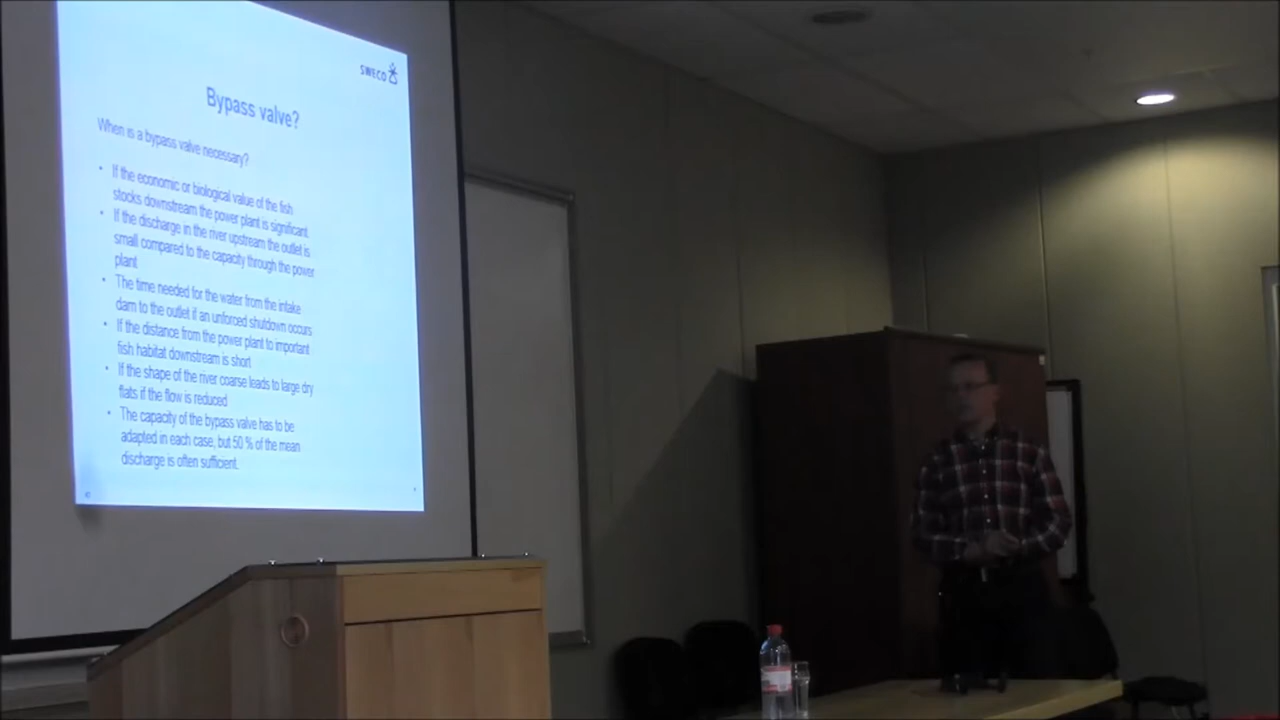 SWECO
Bypass valve?
When is a bypass valve necessary?
• If the economic or biological value of the fish
stocks downstream the power plant is significant.
• If the discharge in the river upstream the outlet is
small compared to the capacity through the power
plant
• The time needed for the water from the intake
dam to the outlet if an unforced shutdown occurs
• If the distance from the power plant to important
fish habitat downstream is short
• If the shape of the river coarse leads to large dry
flats if the flow is reduced
• The capacity of the bypass valve has to be
adapted in each case, but 50 % of the mean
discharge is often sufficient.